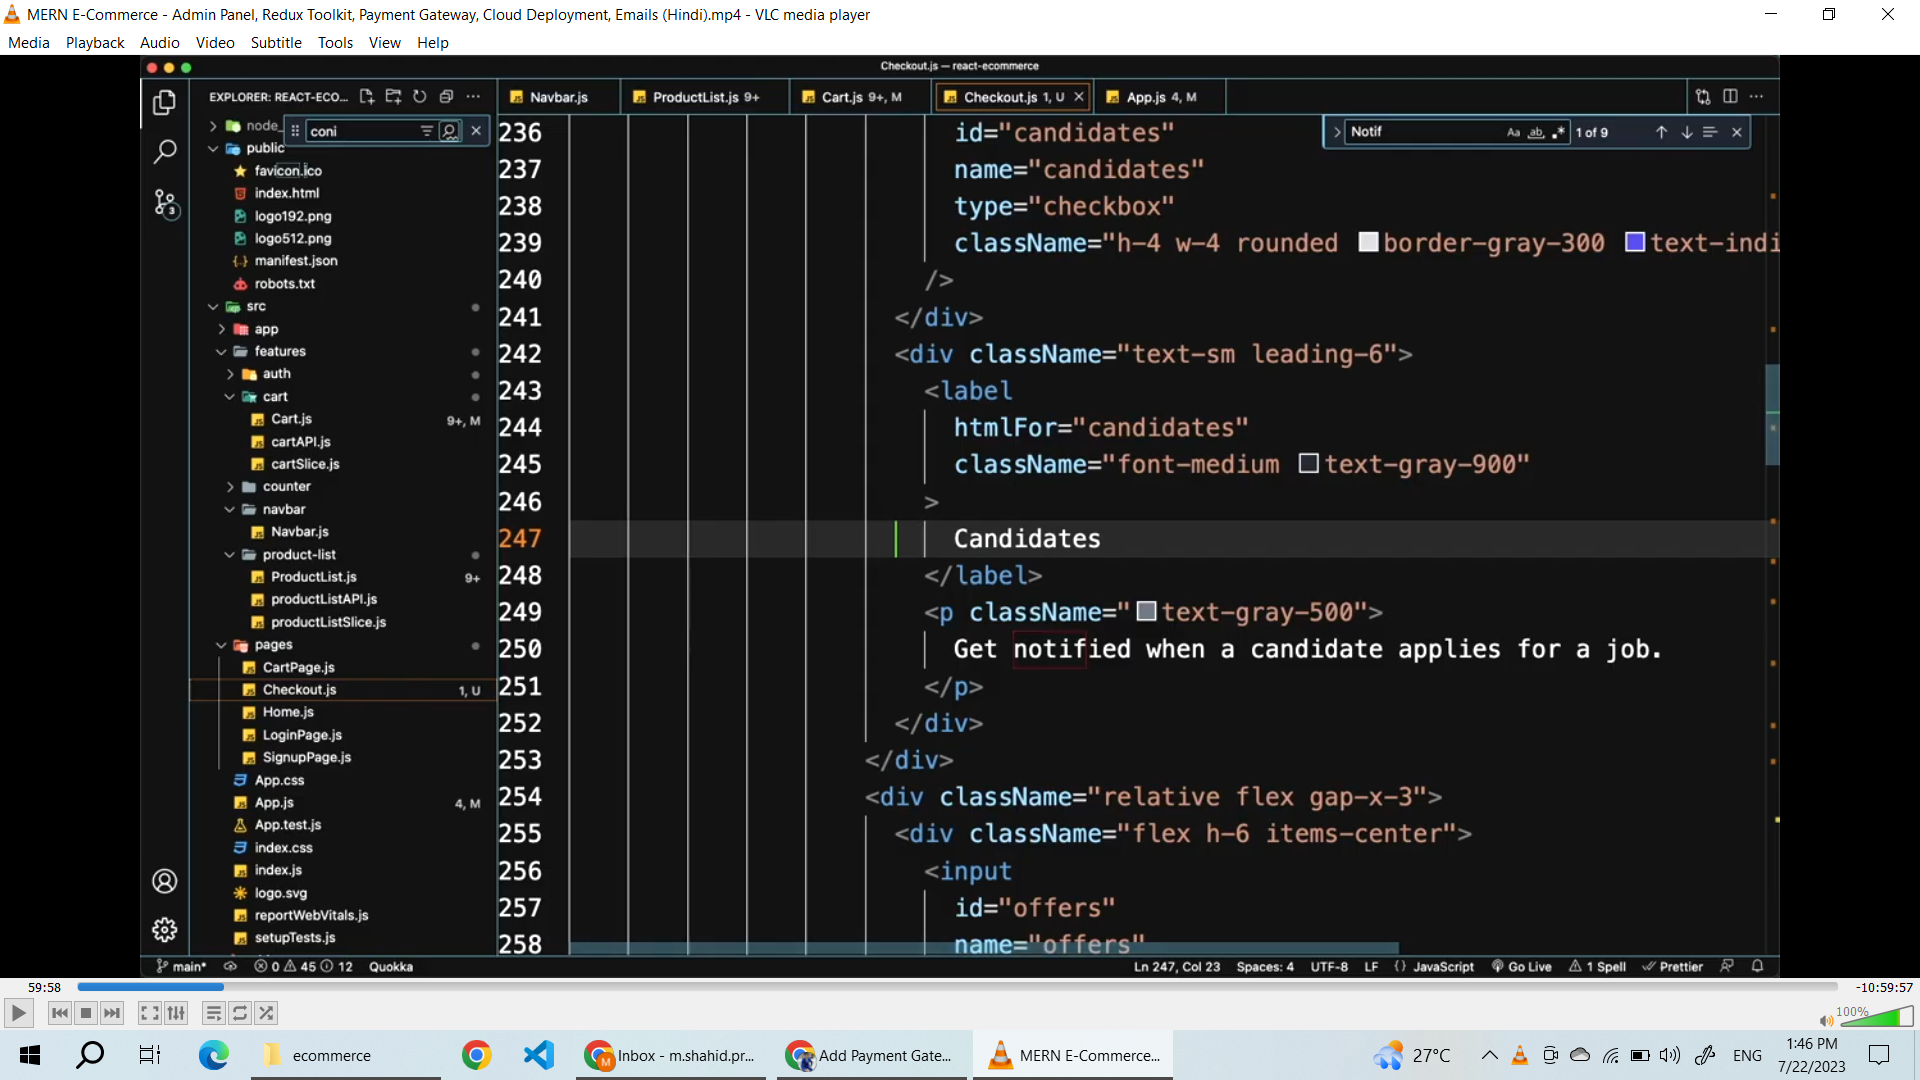 MERN E-Commerce - Admin Panel, Redux Toolkit, Payment Gateway, Cloud Deployment, Emails (Hindi).mp4 - VLC media player
Media Playback Audio Video Subtitle Tools View Help
Checkout.js — react-ecommerce
EXPLORER: REACT-ECO...
Navbar.js
ProductList.js 9+
Cart.js 9+, M
Checkout.js 1, U
App.js 4, M
node_
coni
Notif
Aa ab 1 of 9
public
favicon.ico
index.html
logo192.png
logo512.png
manifest.json
robots.txt
src
app
features
auth
cart
Cart.js 9+, M
cartAPI.js
cartSlice.js
counter
navbar
Navbar.js
product-list
ProductList.js 9+
productListAPI.js
productListSlice.js
pages
CartPage.js
Checkout.js 1, U
Home.js
LoginPage.js
SignupPage.js
App.css
App.js 4, M
App.test.js
index.css
index.js
logo.svg
reportWebVitals.js
setupTests.js
3
236 id="candidates"
237 name="candidates"
238 type="checkbox"
239 className="h-4 w-4 rounded border-gray-300 text-indi
240 />
241 </div>
242 <div className="text-sm leading-6">
243 <label
244 htmlFor="candidates"
245 className="font-medium text-gray-900"
246 >
247 Candidates
248 </label>
249 <p className="text-gray-500">
250 Get notified when a candidate applies for a job.
251 </p>
252 </div>
253 </div>
254 <div className="relative flex gap-x-3">
255 <div className="flex h-6 items-center">
256 <input
257 id="offers"
258 name="offers"
main* 0 45 12 Quokka
Ln 247, Col 23 Spaces: 4 UTF-8 LF {} JavaScript Go Live 1 Spell Prettier
59:58
-10:59:57
100%
ecommerce
Inbox - m.shahid.pr...
Add Payment Gate...
MERN E-Commerce...
27°C
ENG
1:46 PM
7/22/2023